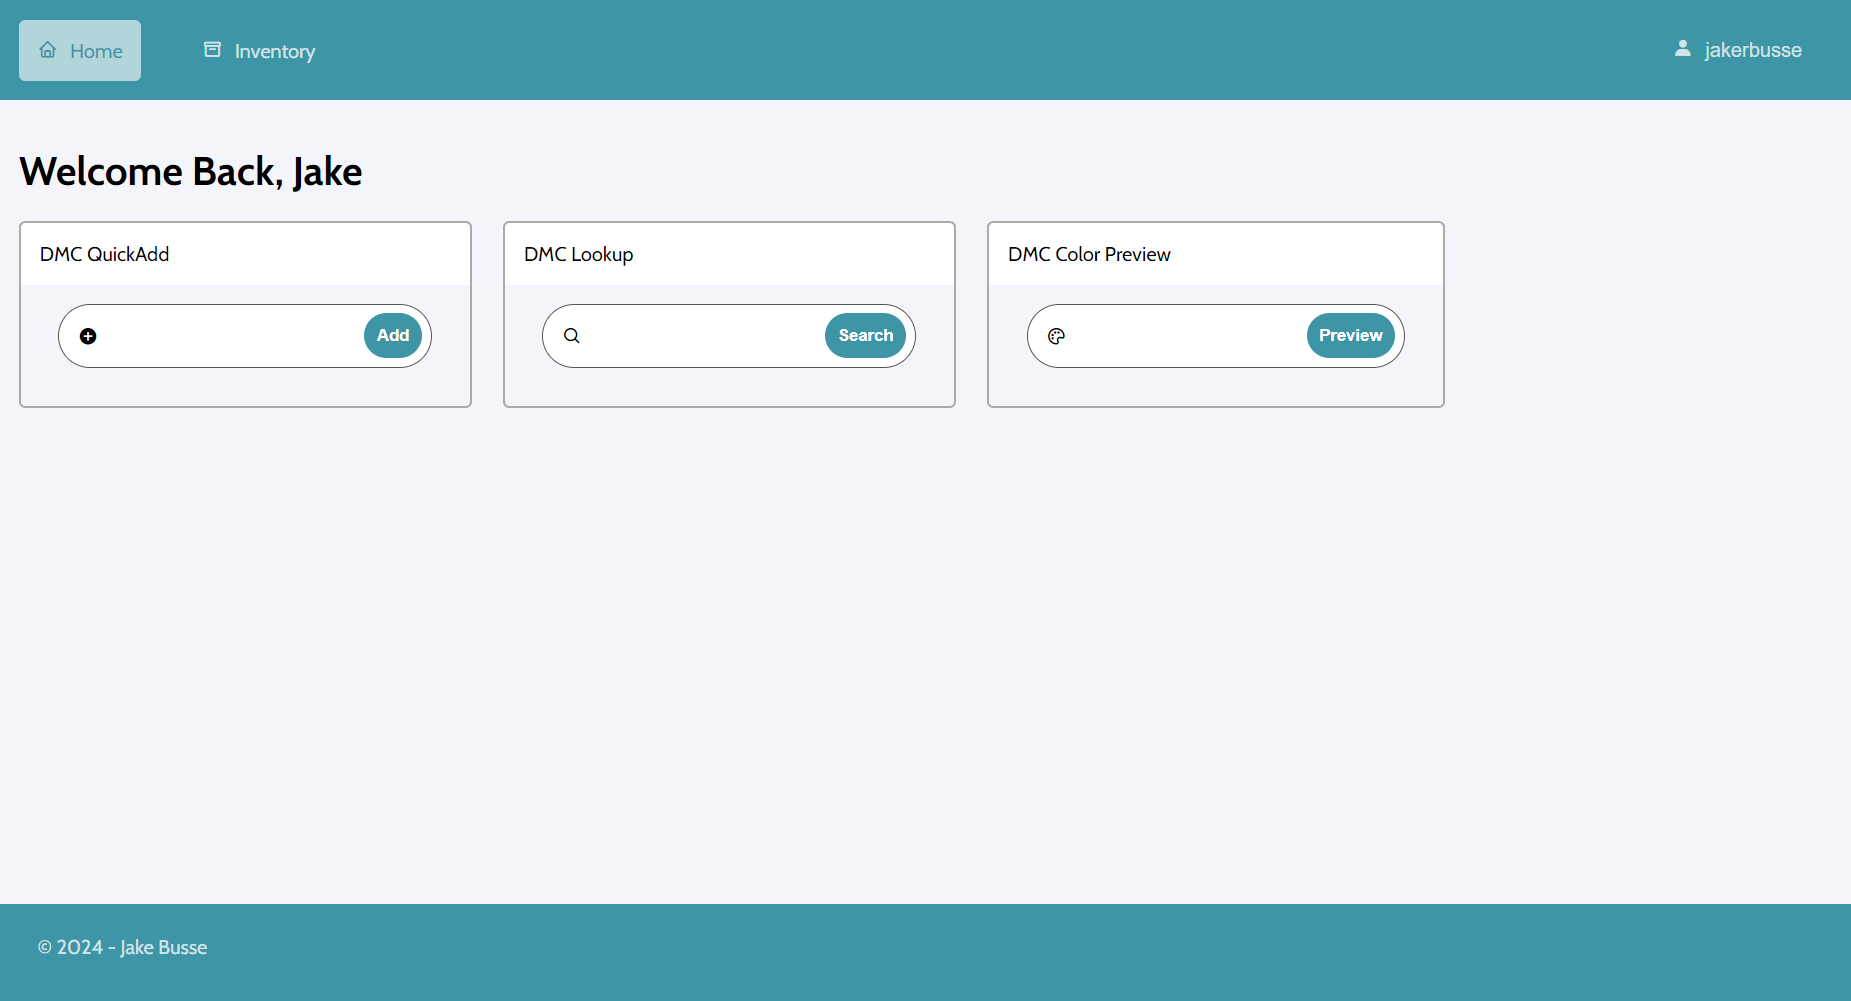 Home
Inventory
jakerbusse
Welcome Back, Jake
DMC QuickAdd
Add
DMC Lookup
Search
DMC Color Preview
Preview
© 2024 - Jake Busse